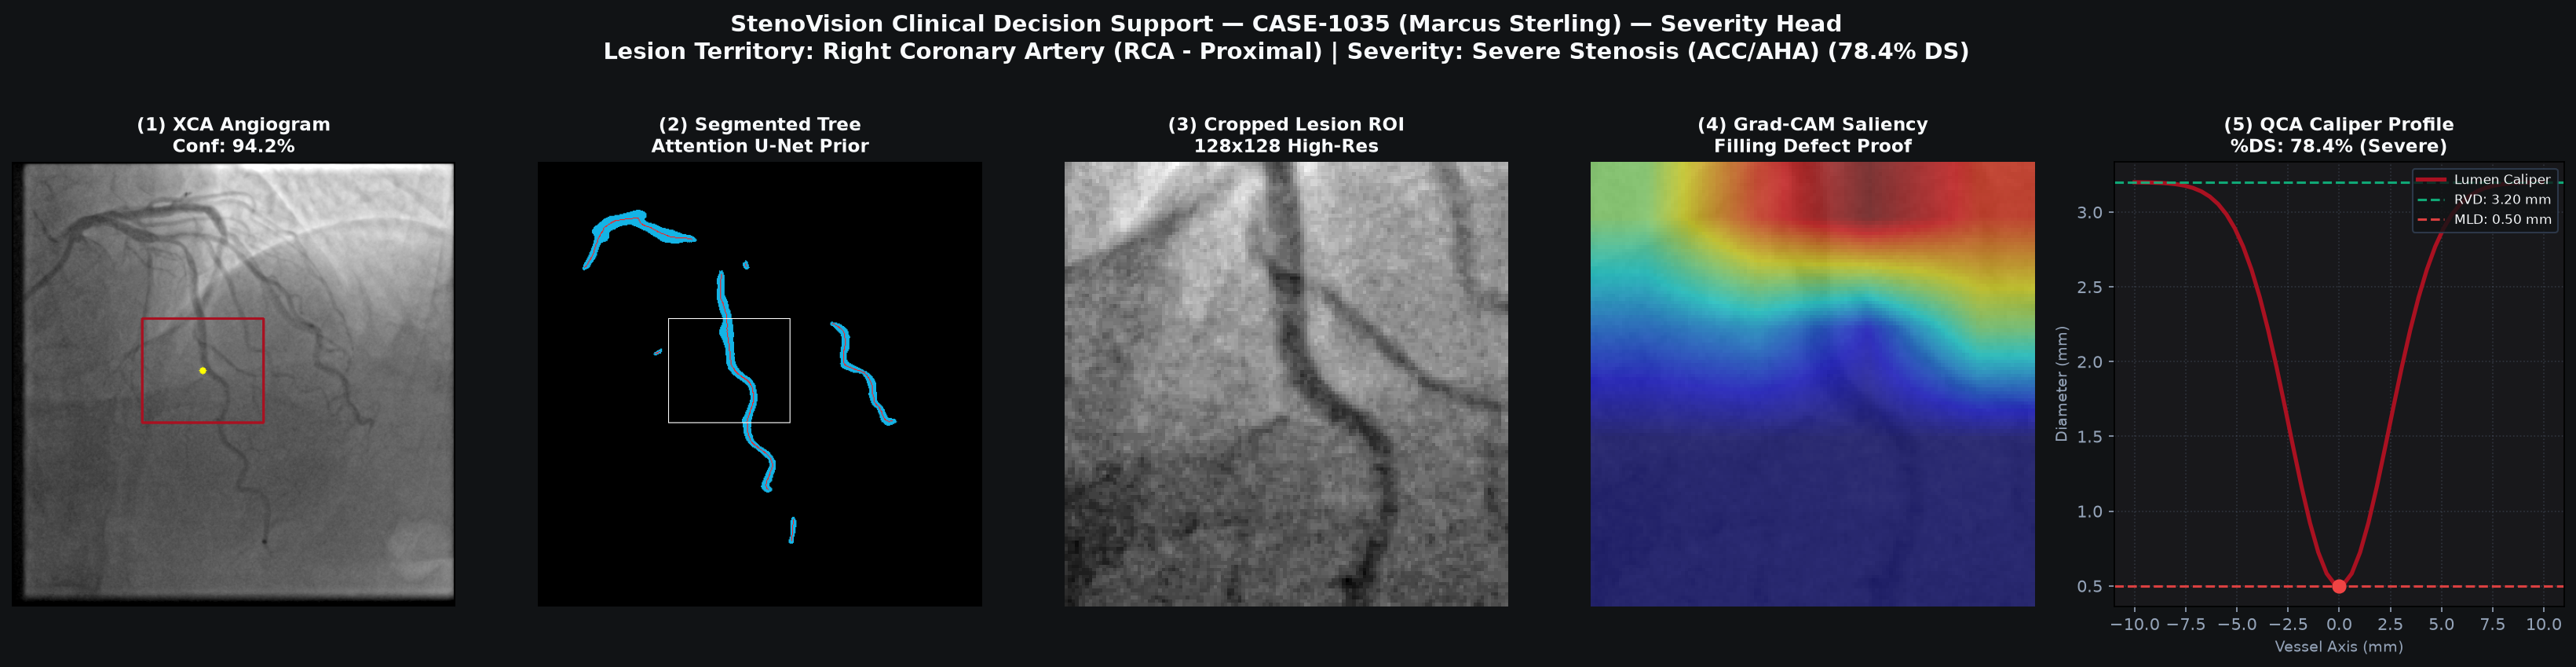 StenoVision Clinical Decision Support — CASE-1035 (Marcus Sterling) — Severity Head
Lesion Territory: Right Coronary Artery (RCA - Proximal) | Severity: Severe Stenosis (ACC/AHA) (78.4% DS)
(1) XCA Angiogram
Conf: 94.2%
(2) Segmented Tree
Attention U-Net Prior
(3) Cropped Lesion ROI
128x128 High-Res
(4) Grad-CAM Saliency
Filling Defect Proof
(5) QCA Caliper Profile
%DS: 78.4% (Severe)
Lumen Caliper
RVD: 3.20 mm
MLD: 0.50 mm
Diameter (mm)
3.0
2.5
2.0
1.5
1.0
0.5
−10.0 −7.5 −5.0 −2.5 0.0 2.5 5.0 7.5 10.0
Vessel Axis (mm)